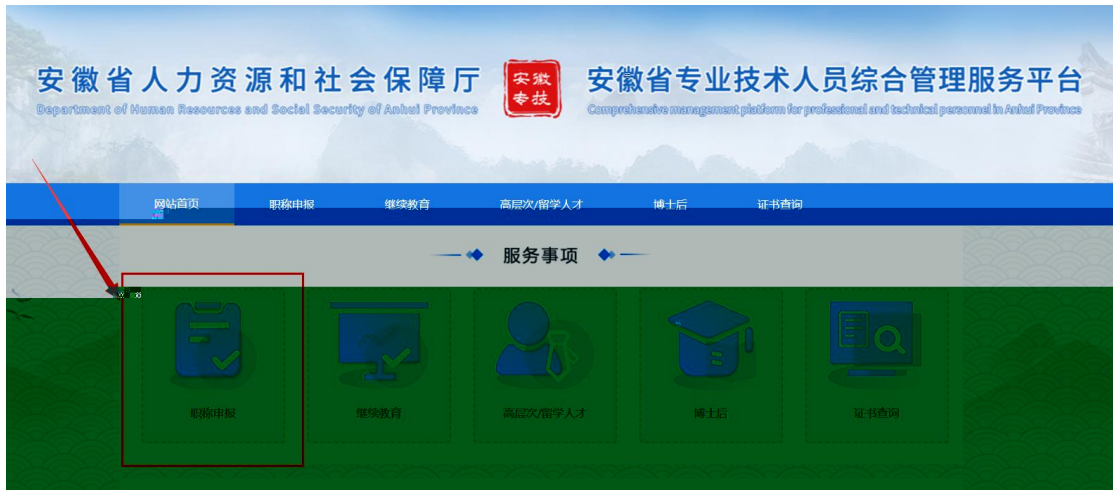 安徽省人力资源和社会保障厅
Department of Human Resources and Social Security of Anhui Province
安徽
专技
安徽省专业技术人员综合管理服务平台
Comprehensive management platform for professional and technical personnel in Anhui Province
网站首页 职称申报 继续教育 高层次/留学人才 博士后 证书查询
服务事项
职称申报 继续教育 高层次/留学人才 博士后 证书查询